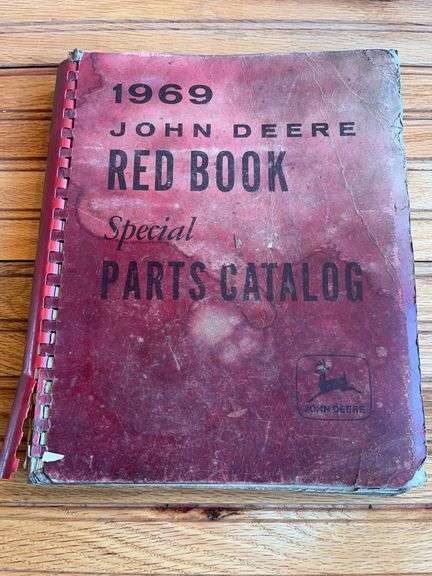 1969
JOHN DEERE
RED BOOK
Special
PARTS CATALOG
JOHN DEERE